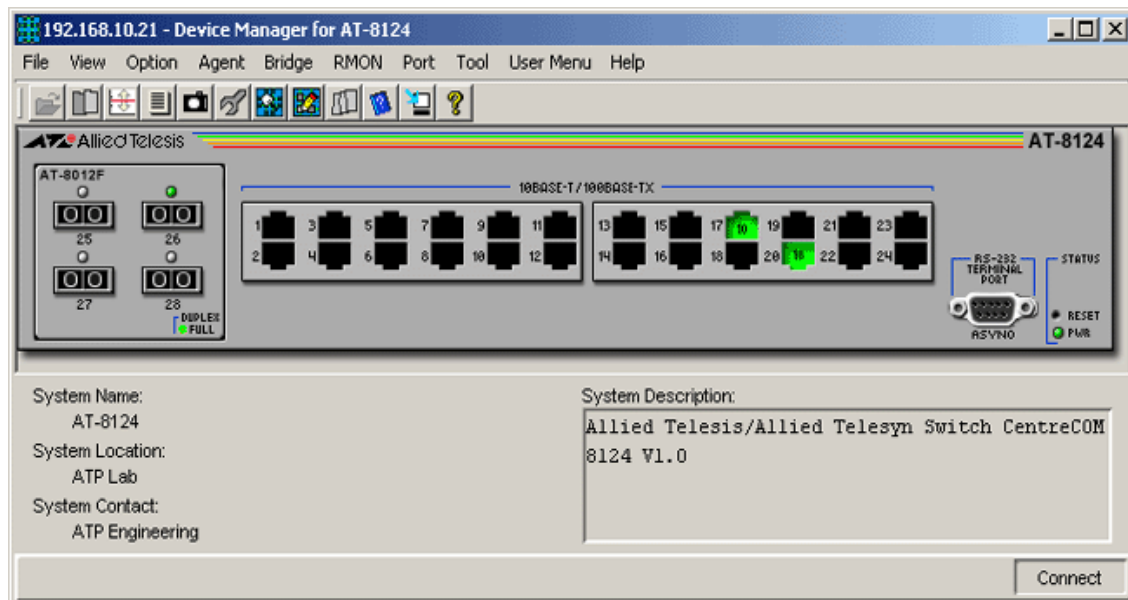 192.168.10.21 - Device Manager for AT-8124
File View Option Agent Bridge RMON Port Tool User Menu Help
Allied Telesis AT-8124
AT-8012F
10BASE-T/100BASE-TX
25 26
27 28
DUPLEX
FULL
1 3 5 7 9 11 13 15 17 10 19 21 23
2 4 6 8 10 12 14 16 18 20 22 24
RS-232
TERMINAL
PORT
ASYNO
STATUS
RESET
PWR
System Name:
AT-8124
System Location:
ATP Lab
System Contact:
ATP Engineering
System Description:
Allied Telesis/Allied Telesyn Switch CentreCOM
8124 V1.0
Connect